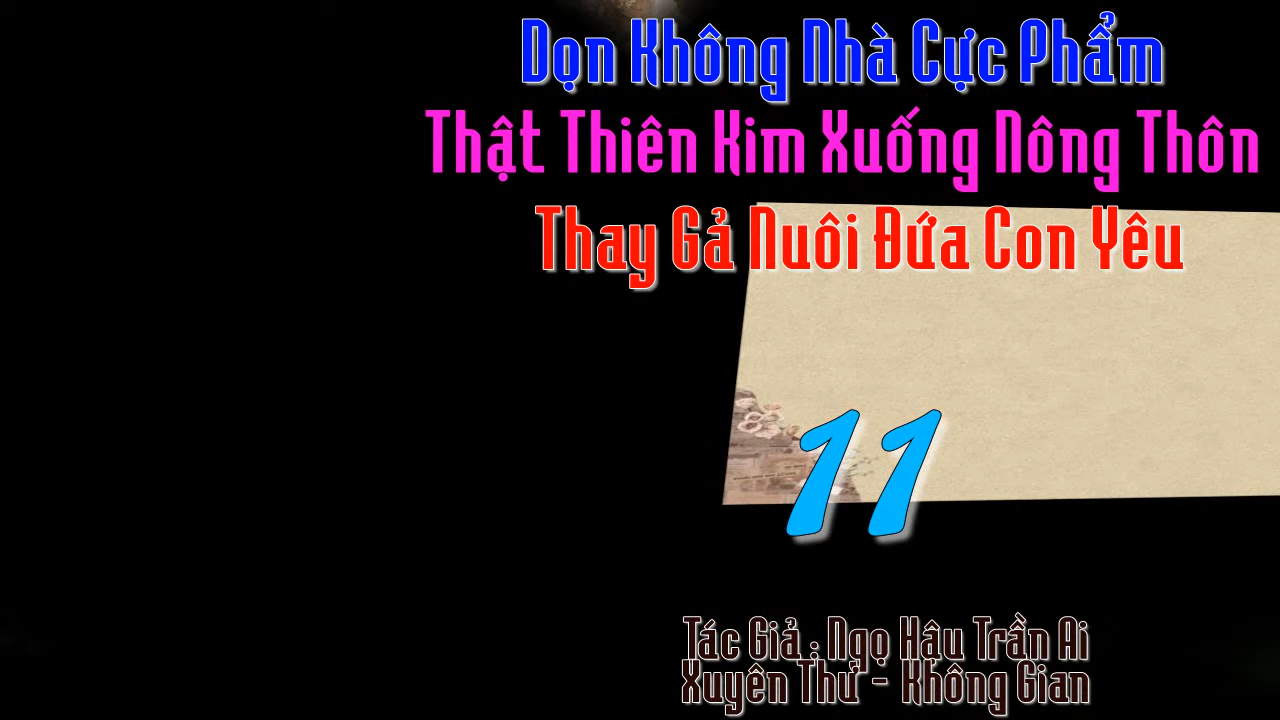 Dọn Không Nhà Cực Phẩm
Thật Thiên Kim Xuống Nông Thôn
Thay Gả Nuôi Đứa Con Yêu
11
Tác Giả : Ngọ Hậu Trần Ai
Xuyên Thư - Không Gian